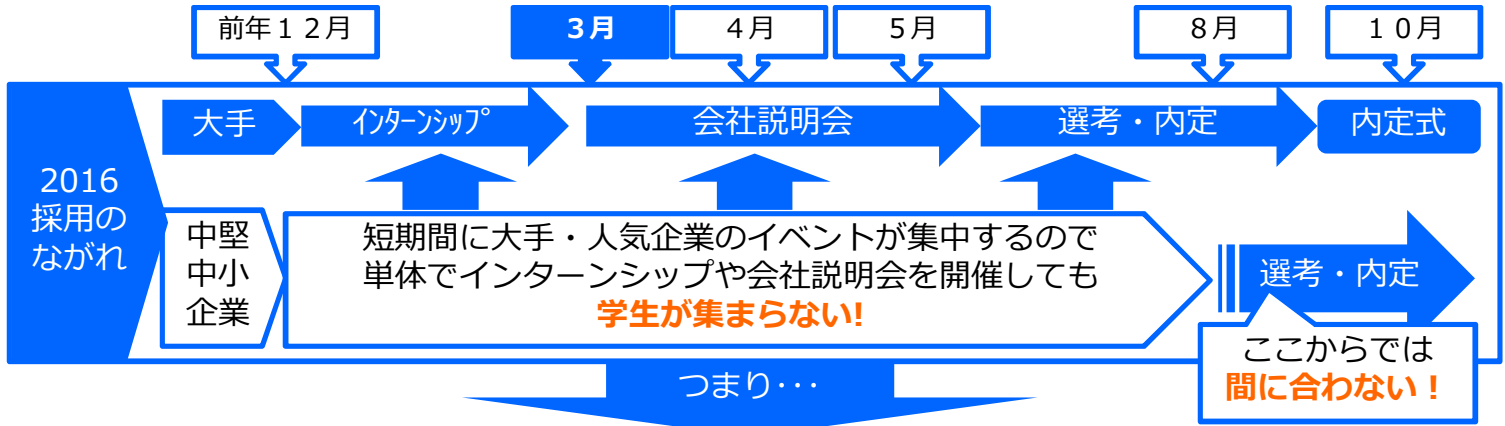 前年１２月
３月
４月
５月
８月
１０月
大手
ｲﾝﾀｰﾝｼｯﾌﾟ
会社説明会
選考・内定
内定式
2016
採用の
ながれ
中堅
中小
企業
短期間に大手・人気企業のイベントが集中するので
単体でインターンシップや会社説明会を開催しても
学生が集まらない!
選考・内定
ここからでは
間に合わない！
つまり･･･